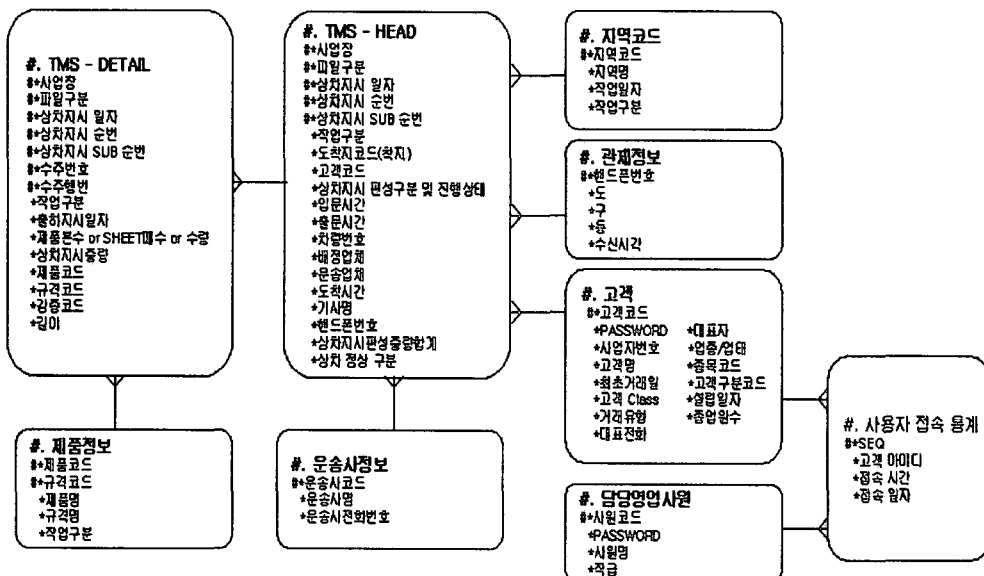 #. TMS - DETAIL
#*사업장
#*파일구분
#*상차지시 일자
#*상차지시 순번
#*상차지시 SUB 순번
#*수주번호
#*수주행번
*작업구분
*출하지시일자
*제품본수 or SHEET매수 or 수량
*상차지시중량
*제품코드
*규격코드
*강종코드
*길이
#. TMS - HEAD
#*사업장
#*파일구분
#*상차지시 일자
#*상차지시 순번
#*상차지시 SUB 순번
*작업구분
*도착지코드(착지)
*고객코드
*상차지시 편성구분 및 진행상태
*입문시간
*출문시간
*차량번호
*배정업체
*운송업체
*도착시간
*기사명
*핸드폰번호
*상차지시편성중량합계
*상차 정상 구분
#. 지역코드
#*지역코드
*지역명
*작업일자
*작업구분
#. 관제정보
#*핸드폰번호
*도
*구
*동
*수신시간
#. 고객
#*고객코드
*PASSWORD *대표자
*사업자번호 *업종/업태
*고객명 *종목코드
*최초거래일 *고객구분코드
*고객 Class *설립일자
*거래유형 *종업원수
*대표전화
#. 사용자 접속 통계
#*SEQ
*고객 아이디
*접속 시간
*접속 일자
#. 제품정보
#*제품코드
#*규격코드
*제품명
*규격명
*작업구분
#. 운송사정보
#*운송사코드
*운송사명
*운송사전화번호
#. 담당영업사원
#*사원코드
*PASSWORD
*사원명
*직급